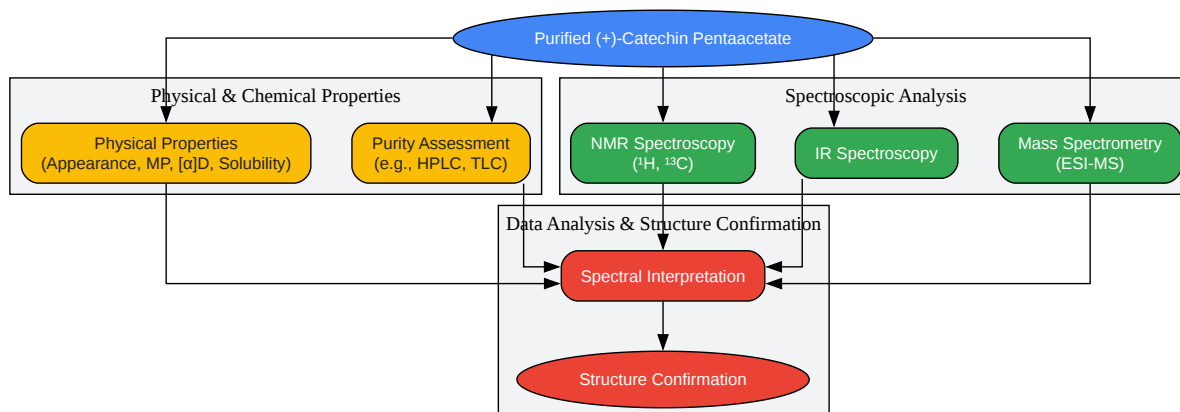 Purified (+)-Catechin Pentaacetate
Physical & Chemical Properties
Spectroscopic Analysis
Physical Properties
(Appearance, MP, [α]D, Solubility)
Purity Assessment
(e.g., HPLC, TLC)
NMR Spectroscopy
(¹H, ¹³C)
IR Spectroscopy
Mass Spectrometry
(ESI-MS)
Data Analysis & Structure Confirmation
Spectral Interpretation
Structure Confirmation